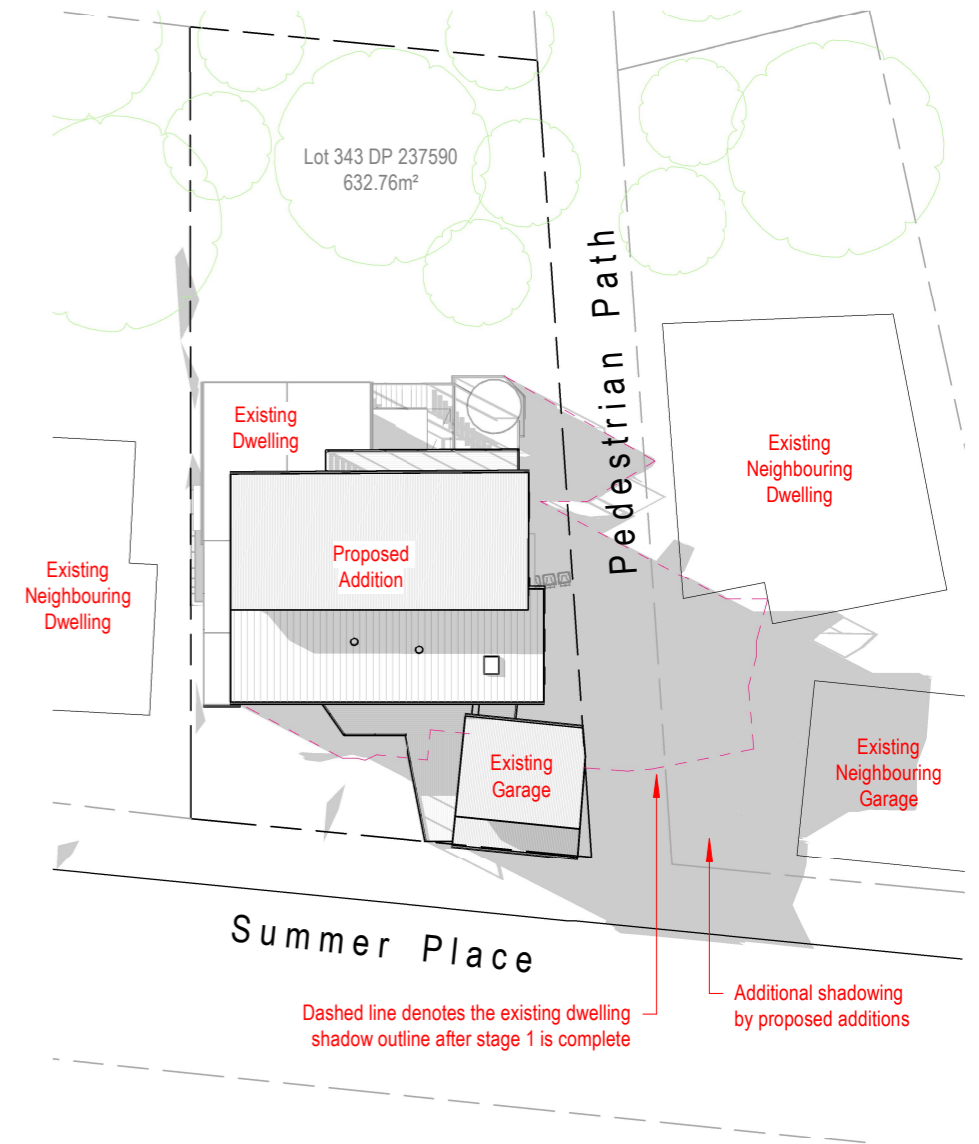 Lot 343 DP 237590
632.76m²
Pedestrian Path
Existing
Dwelling
Existing
Neighbouring
Dwelling
Proposed
Addition
Existing
Neighbouring
Dwelling
Existing
Garage
Existing
Neighbouring
Garage
Summer Place
Dashed line denotes the existing dwelling
shadow outline after stage 1 is complete
Additional shadowing
by proposed additions